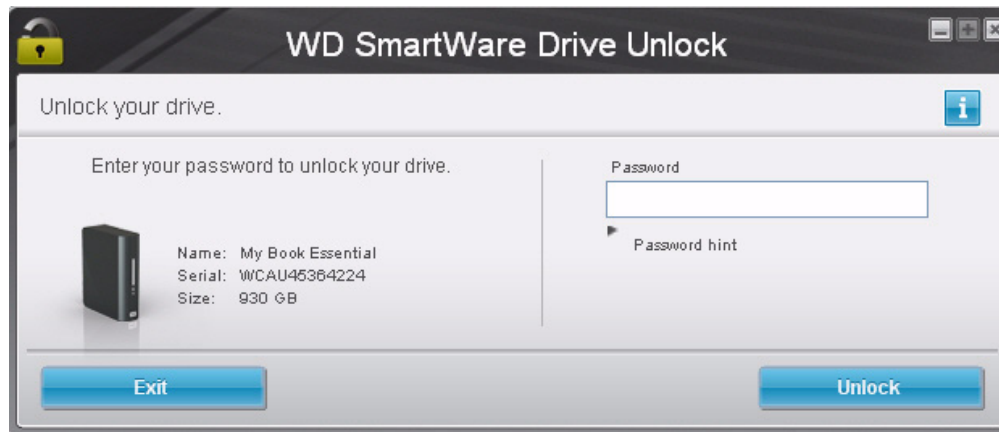 WD SmartWare Drive Unlock
Unlock your drive.
Enter your password to unlock your drive.
Name: My Book Essential
Serial: WCAU45364224
Size: 930 GB
Password
Password hint
Exit
Unlock